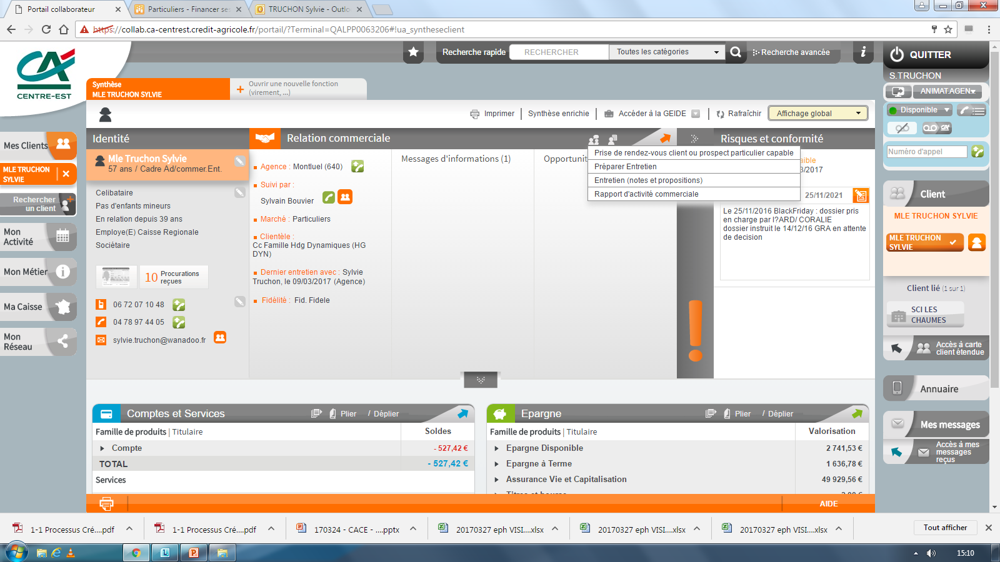 Portail collaborateur
Particuliers - Financer ses
TRUCHON Sylvie - Outlo
https://collab.ca-centrest.credit-agricole.fr/portail/?Terminal=QALPP0063206#!ua_syntheseclient
CENTRE-EST
Recherche rapide
RECHERCHER
Toutes les catégories
Recherche avancée
QUITTER
S.TRUCHON
ANIMAT.AGEN
Disponible
Numéro d'appel
Synthèse
MLE TRUCHON SYLVIE
Ouvrir une nouvelle fonction
(virement, ...)
Imprimer
Synthèse enrichie
Accéder à la GEIDE
Rafraîchir
Affichage global
Mes Clients
MLE TRUCHON
SYLVIE
Rechercher
un client
Mon
Activité
Mon Métier
Ma Caisse
Mon
Réseau
Identité
Mle Truchon Sylvie
57 ans / Cadre Ad/commer.Ent.
Celibataire
Pas d'enfants mineurs
En relation depuis 39 ans
Employe(E) Caisse Regionale
Sociétaire
10 Procurations
reçues
06 72 07 10 48
04 78 97 44 05
sylvie.truchon@wanadoo.fr
Relation commerciale
Agence : Montluel (640)
Suivi par :
Sylvain Bouvier
Marché : Particuliers
Clientèle :
Cc Famille Hdg Dynamiques (HG
DYN)
Dernier entretien avec : Sylvie
Truchon, le 09/03/2017 (Agence)
Fidélité : Fid. Fidele
Messages d'informations (1)
Opportunit
Prise de rendez-vous client ou prospect particulier capable
Préparer Entretien
Entretien (notes et propositions)
Rapport d'activité commerciale
Risques et conformité
aible
3/2017
25/11/2021
Le 25/11/2016 BlackFriday : dossier pris
en charge par l?ARD/ CORALIE
dossier instruit le 14/12/16 GRA en attente
de decision
Client
MLE TRUCHON SYLVIE
MLE TRUCHON
SYLVIE
Client lié (1 sur 1)
SCI LES
CHAUMES
Accès à carte
client étendue
Annuaire
Mes messages
Accès à mes
messages
reçus
Comptes et Services
Plier / Déplier
Famille de produits | Titulaire
Soldes
Compte
- 527,42 €
TOTAL
- 527,42 €
Services
Epargne
Plier / Déplier
Famille de produits | Titulaire
Valorisation
Epargne Disponible
2 741,53 €
Epargne à Terme
1 636,78 €
Assurance Vie et Capitalisation
49 929,56 €
Titres et bourse
AIDE
1-1 Processus Cré....pdf
1-1 Processus Cré....pdf
170324 - CACE - ....pptx
20170327 eph VISI....xlsx
20170327 eph VISI....xlsx
20170327 eph VISI....xlsx
Tout afficher
15:10